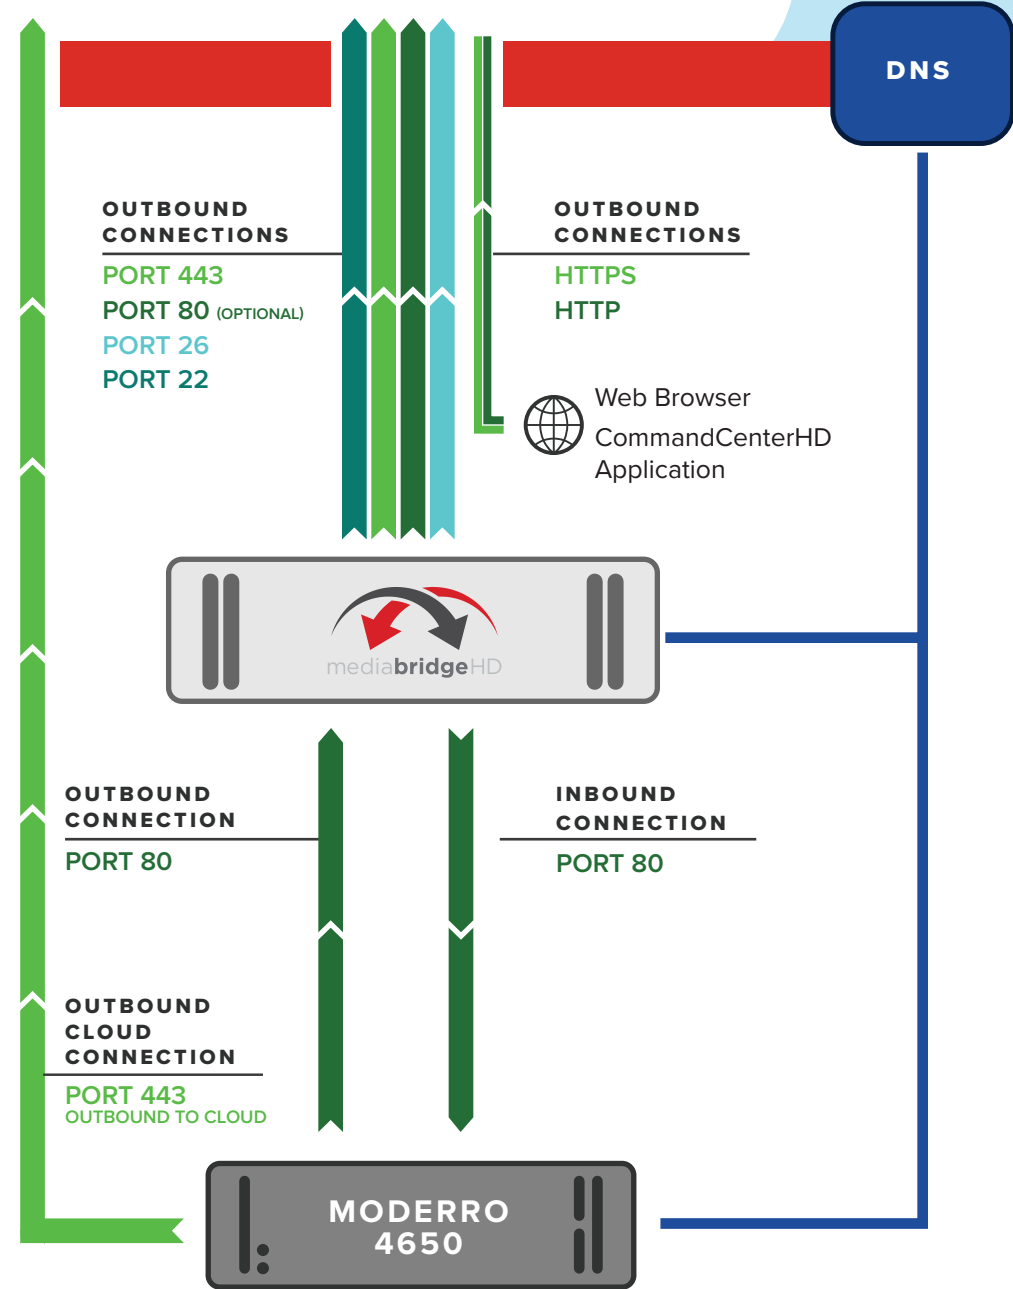 DNS
OUTBOUND
CONNECTIONS
PORT 443
PORT 80 (OPTIONAL)
PORT 26
PORT 22
OUTBOUND
CONNECTIONS
HTTPS
HTTP
Web Browser
CommandCenterHD
Application
mediabridgeHD
OUTBOUND
CONNECTION
PORT 80
INBOUND
CONNECTION
PORT 80
OUTBOUND
CLOUD
CONNECTION
PORT 443
OUTBOUND TO CLOUD
MODERRO
4650